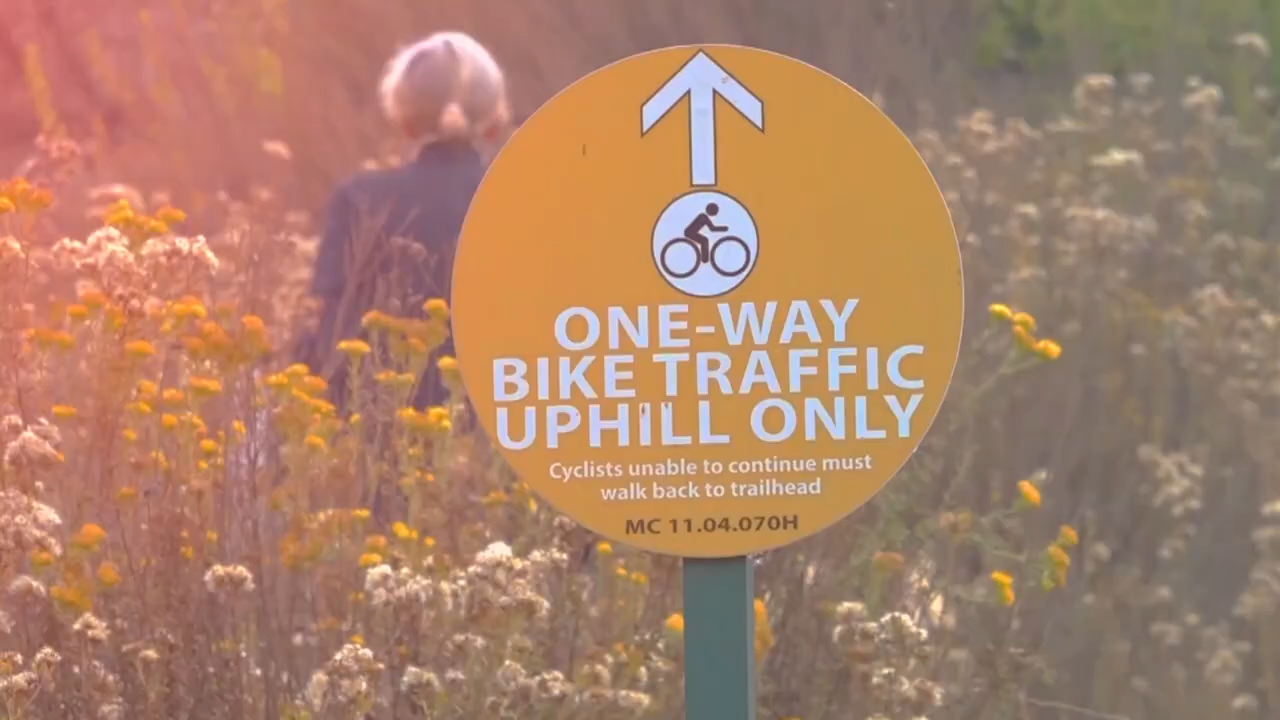 ONE-WAY
BIKE TRAFFIC
UPHILL ONLY
Cyclists unable to continue must
walk back to trailhead
MC 11.04.070H